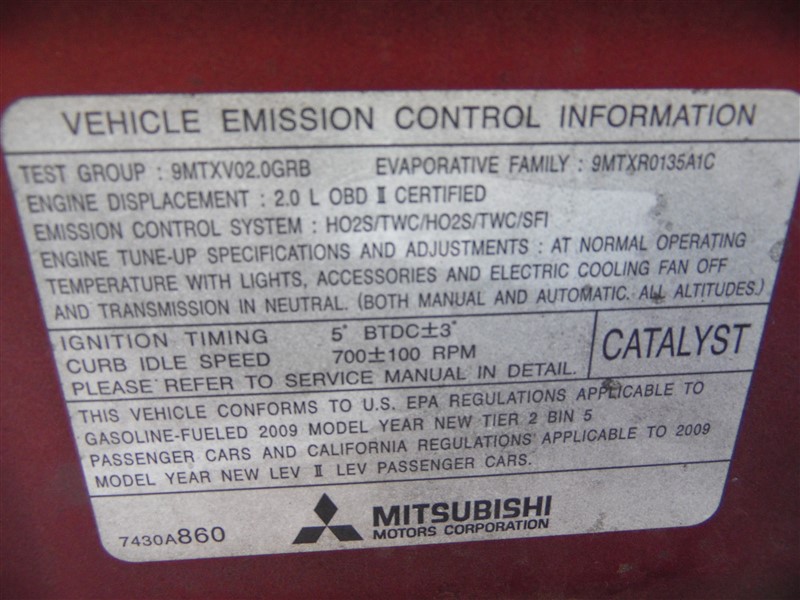 VEHICLE EMISSION CONTROL INFORMATION
TEST GROUP : 9MTXV02.0GRB EVAPORATIVE FAMILY : 9MTXR0135A1C
ENGINE DISPLACEMENT : 2.0 L OBD Ⅱ CERTIFIED
EMISSION CONTROL SYSTEM : HO2S/TWC/HO2S/TWC/SFI
ENGINE TUNE-UP SPECIFICATIONS AND ADJUSTMENTS : AT NORMAL OPERATING
TEMPERATURE WITH LIGHTS, ACCESSORIES AND ELECTRIC COOLING FAN OFF
AND TRANSMISSION IN NEUTRAL. (BOTH MANUAL AND AUTOMATIC. ALL ALTITUDES.)
IGNITION TIMING 5° BTDC±3°
CURB IDLE SPEED 700±100 RPM
PLEASE REFER TO SERVICE MANUAL IN DETAIL.
CATALYST
THIS VEHICLE CONFORMS TO U.S. EPA REGULATIONS APPLICABLE TO
GASOLINE-FUELED 2009 MODEL YEAR NEW TIER 2 BIN 5
PASSENGER CARS AND CALIFORNIA REGULATIONS APPLICABLE TO 2009
MODEL YEAR NEW LEV Ⅱ LEV PASSENGER CARS.
7430A860
MITSUBISHI
MOTORS CORPORATION